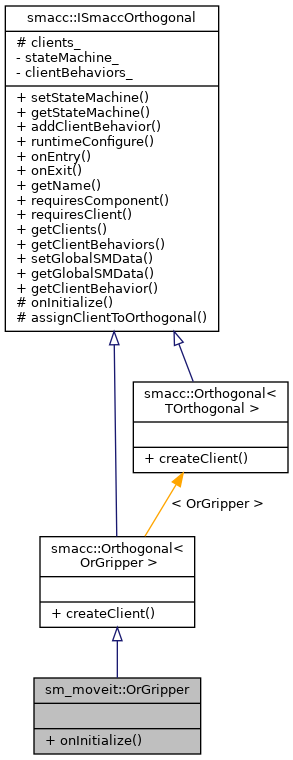 smacc::ISmaccOrthogonal
# clients_
- stateMachine_
- clientBehaviors_
+ setStateMachine()
+ getStateMachine()
+ addClientBehavior()
+ runtimeConfigure()
+ onEntry()
+ onExit()
+ getName()
+ requiresComponent()
+ requiresClient()
+ getClients()
+ getClientBehaviors()
+ setGlobalSMData()
+ getGlobalSMData()
+ getClientBehavior()
# onInitialize()
# assignClientToOrthogonal()
smacc::Orthogonal<
TOrthogonal >
+ createClient()
< OrGripper >
smacc::Orthogonal<
OrGripper >
+ createClient()
sm_moveit::OrGripper
+ onInitialize()